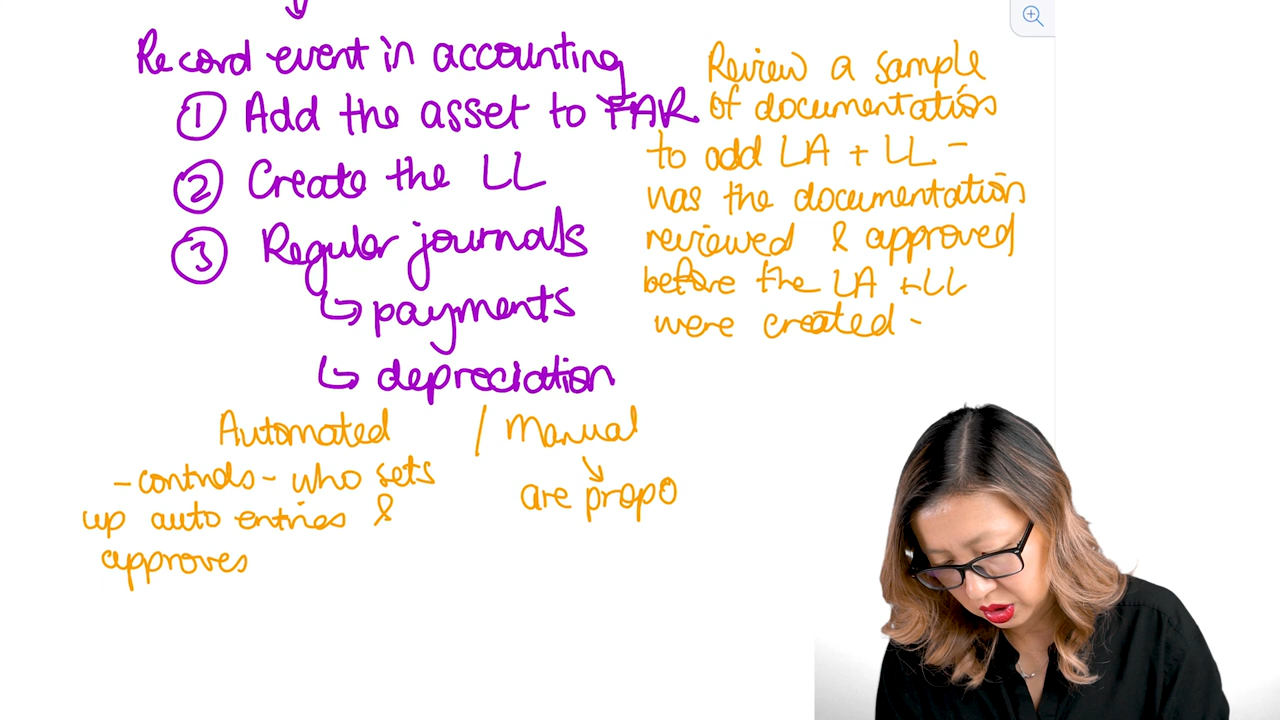 Record event in accounting
① Add the asset to FAR
② Create the LL
③ Regular journals
↳ payments
↳ depreciation
Review a sample
of documentation
to add LA + LL -
was the documentation
reviewed & approved
before the LA + LL
were created -
Automated / Manual
- controls - who sets
up auto entries &
approves
are propo